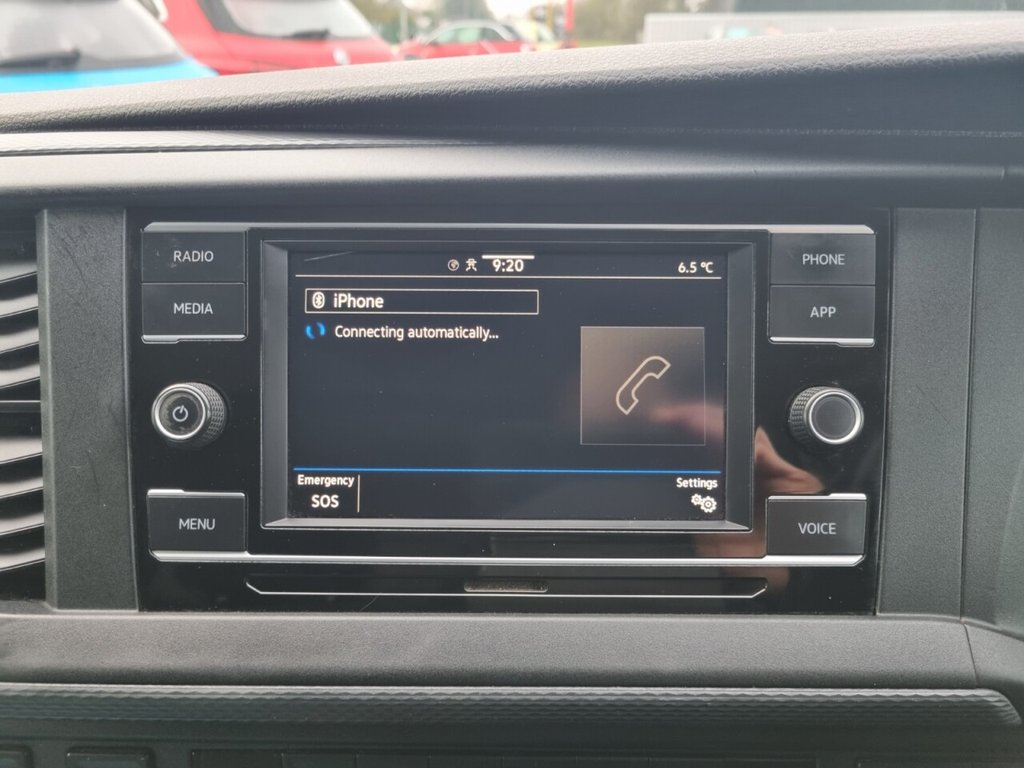 RADIO
MEDIA
MENU
9:20
6.5 °C
iPhone
Connecting automatically...
Emergency
SOS
Settings
PHONE
APP
VOICE